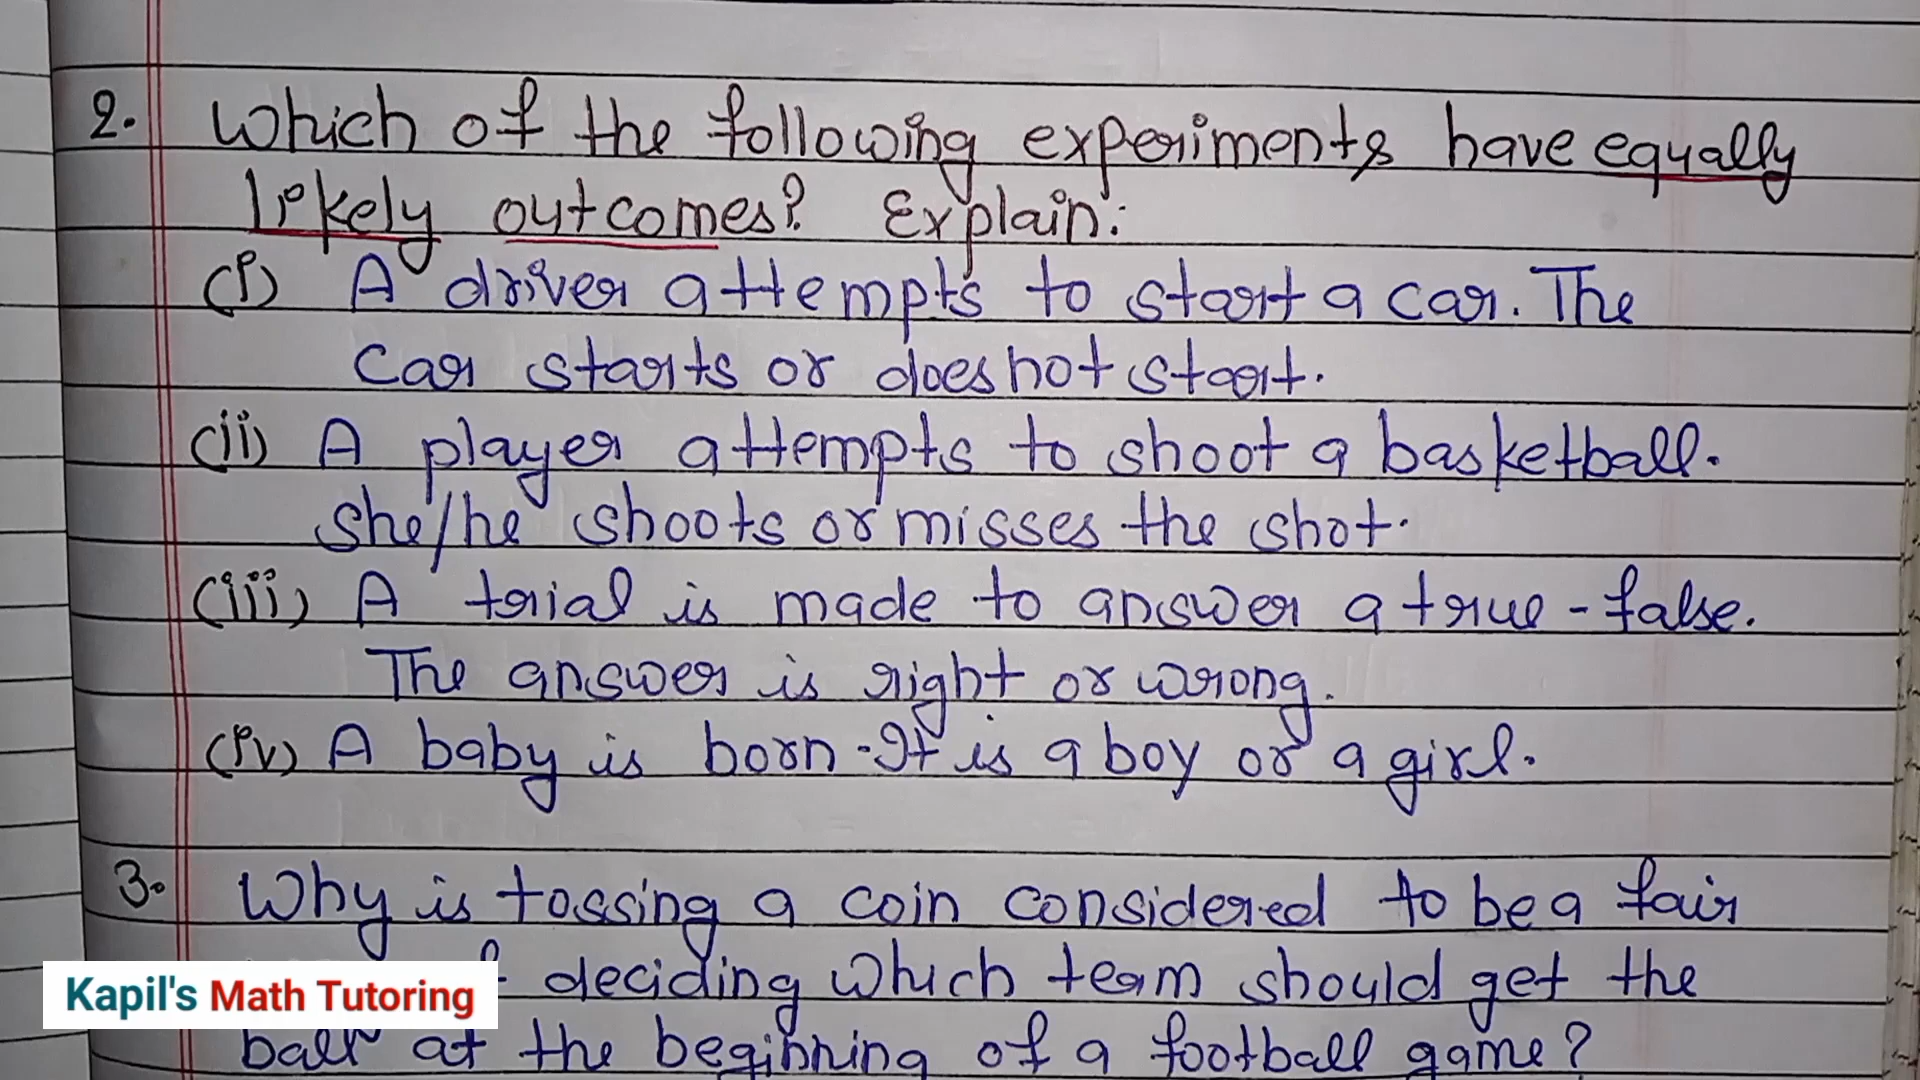 2. Which of the following experiments have equally
likely outcomes? Explain:
(i) A driver attempts to start a car. The
Car starts or does not start.
(ii) A player attempts to shoot a basketball.
she/he shoots or misses the shot.
(iii) A trial is made to answer a true-false.
The answer is right or wrong.
(iv) A baby is born. It is a boy or a girl.
3. Why is tossing a coin considered to be a fair
deciding which team should get the
ball at the beginning of a football game?
Kapil's Math Tutoring